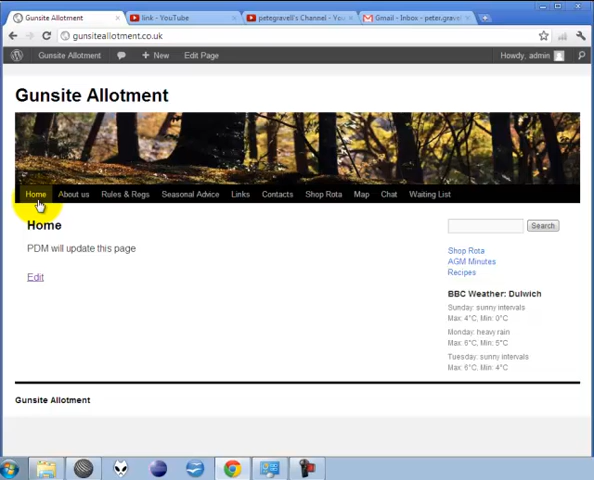 Gunsite Allotment
link - YouTube
petegravell's Channel - You
Gmail - Inbox - peter.gravel
gunsiteallotment.co.uk
Gunsite Allotment
+ New
Edit Page
Howdy, admin
Gunsite Allotment
Home About us Rules & Regs Seasonal Advice Links Contacts Shop Rota Map Chat Waiting List
Home
PDM will update this page
Edit
Search
Shop Rota
AGM Minutes
Recipes
BBC Weather: Dulwich
Sunday: sunny intervals
Max: 4°C, Min: 0°C
Monday: heavy rain
Max: 6°C, Min: 5°C
Tuesday: sunny intervals
Max: 6°C, Min: 4°C
Gunsite Allotment